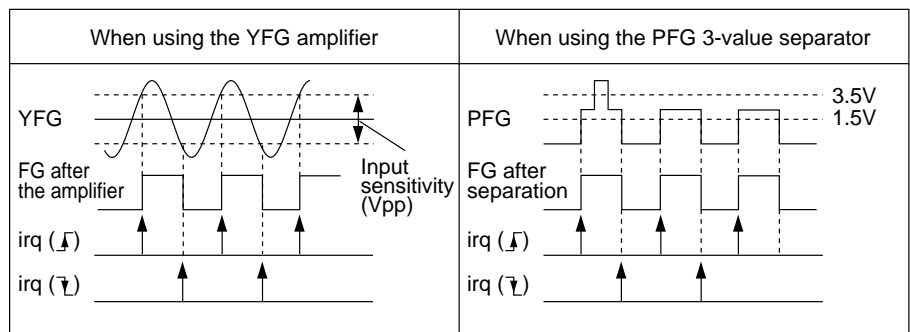 When using the YFG amplifier
YFG
FG after
the amplifier
Input
sensitivity
(Vpp)
irq ( )
irq ( )
When using the PFG 3-value separator
3.5V
1.5V
PFG
FG after
separation
irq ( )
irq ( )